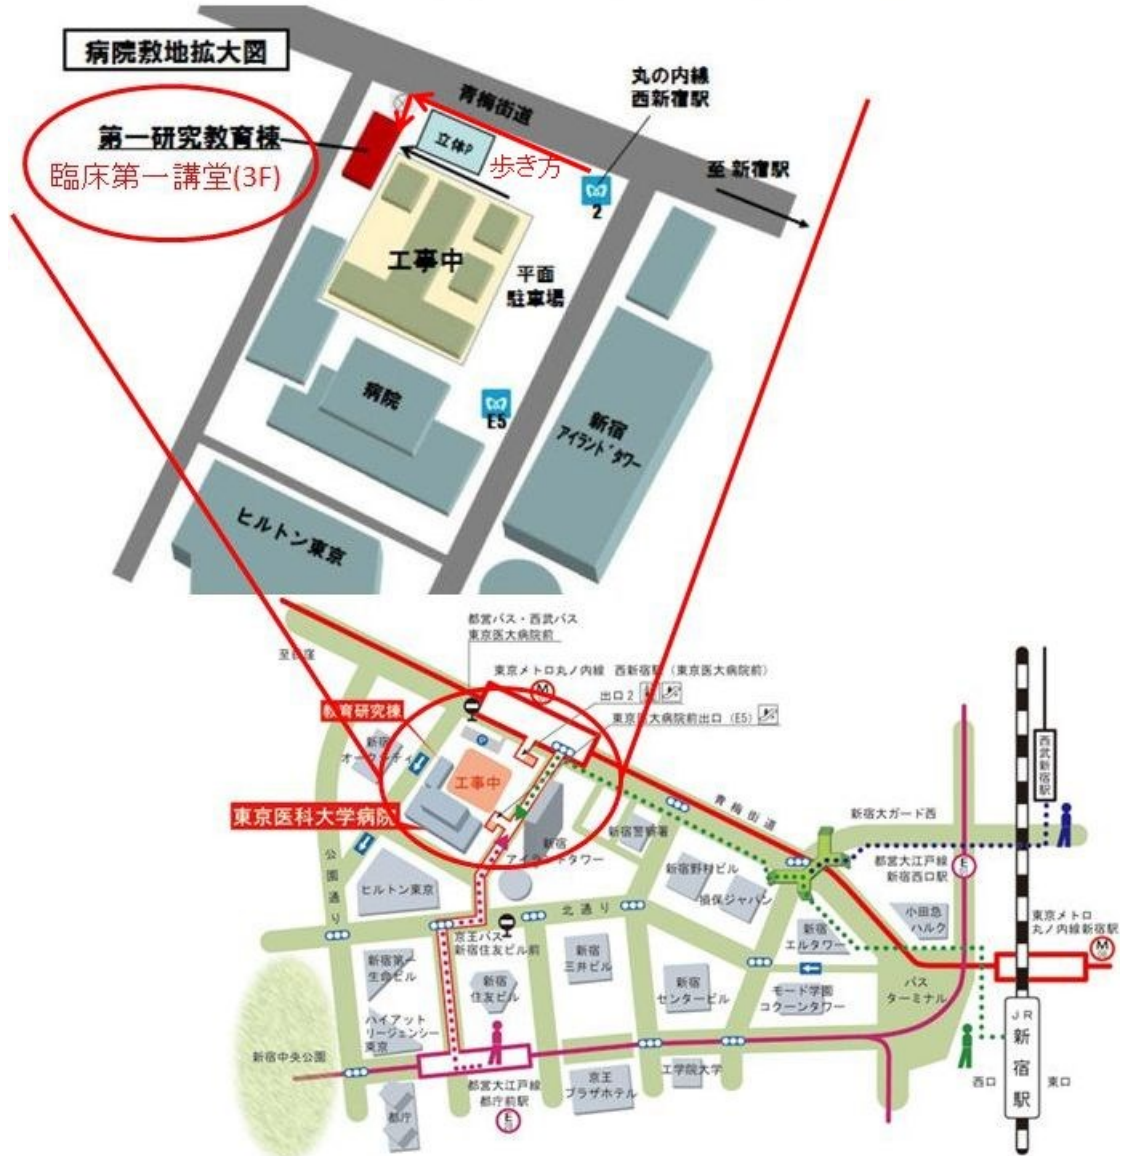 病院敷地拡大図
第一研究教育棟
臨床第一講堂(3F)
青梅街道
丸の内線
西新宿駅
立体P
歩き方
2
至 新宿駅
工事中
平面
駐車場
病院
E5
新宿
アイランドタワー
ヒルトン東京
都営バス・西武バス
東京医大病院前
東京メトロ丸ノ内線 西新宿駅（東京医大病院前）
M
出口2
東京医大病院前出口（E5）
教育研究棟
新宿
P
工事中
東京医科大学病院
新宿
アイランドタワー
新宿警察署
青梅街道
新宿大ガード西
西武新宿駅
公園通り
ヒルトン東京
新宿野村ビル
損保ジャパン
都営大江戸線
新宿西口駅
E
北通り
小田急
ハルク
東京メトロ
丸ノ内線新宿駅
M
京王バス
新宿住友ビル前
新宿
エルタワー
新宿第一
生命ビル
新宿
住友ビル
新宿
三井ビル
新宿
センタービル
モード学園
コクーンタワー
バス
ターミナル
ハイアット
リージェンシー
東京
新宿中央公園
JR
新宿駅
西口
東口
都営大江戸線
都庁前駅
E
京王
プラザホテル
工学院大学
都庁